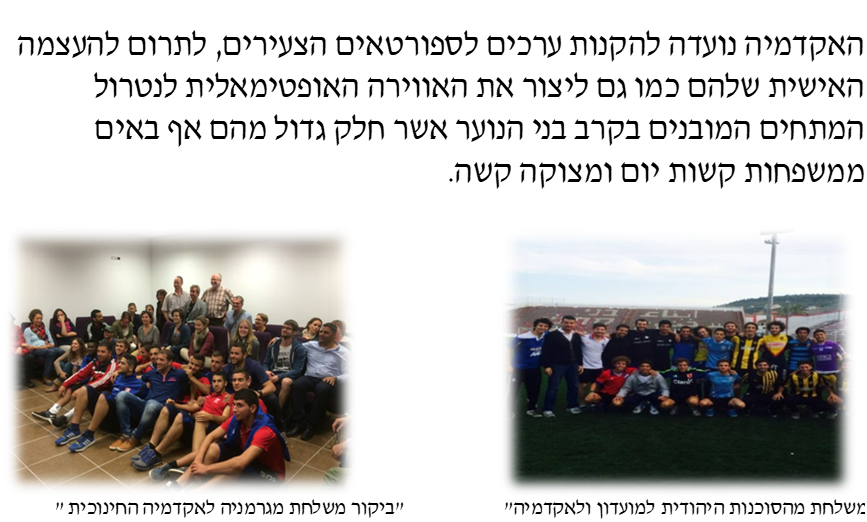 האקדמיה נועדה להקנות ערכים לספורטאים הצעירים, לתרום להעצמה
האישית שלהם כמו גם ליצור את האווירה האופטימאלית לנטרול
המתחים המובנים בקרב בני הנוער אשר חלק גדול מהם אף באים
ממשפחות קשות יום ומצוקה קשה.
משלחת מהסוכנות היהודית למועדון ולאקדמיה"
"ביקור משלחת מגרמניה לאקדמיה החינוכית "